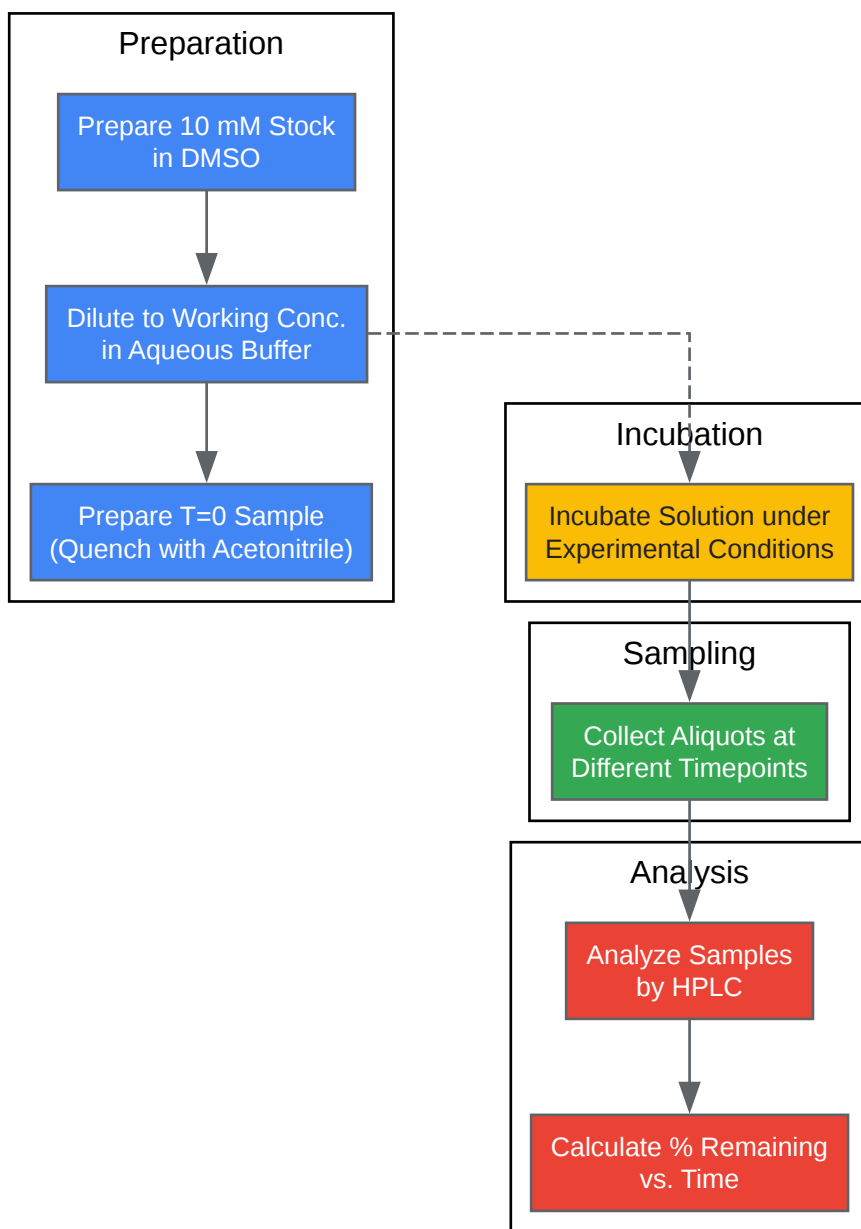 Preparation
Prepare 10 mM Stock
in DMSO
Dilute to Working Conc.
in Aqueous Buffer
Prepare T=0 Sample
(Quench with Acetonitrile)
Incubation
Incubate Solution under
Experimental Conditions
Sampling
Collect Aliquots at
Different Timepoints
Analysis
Analyze Samples
by HPLC
Calculate % Remaining
vs. Time